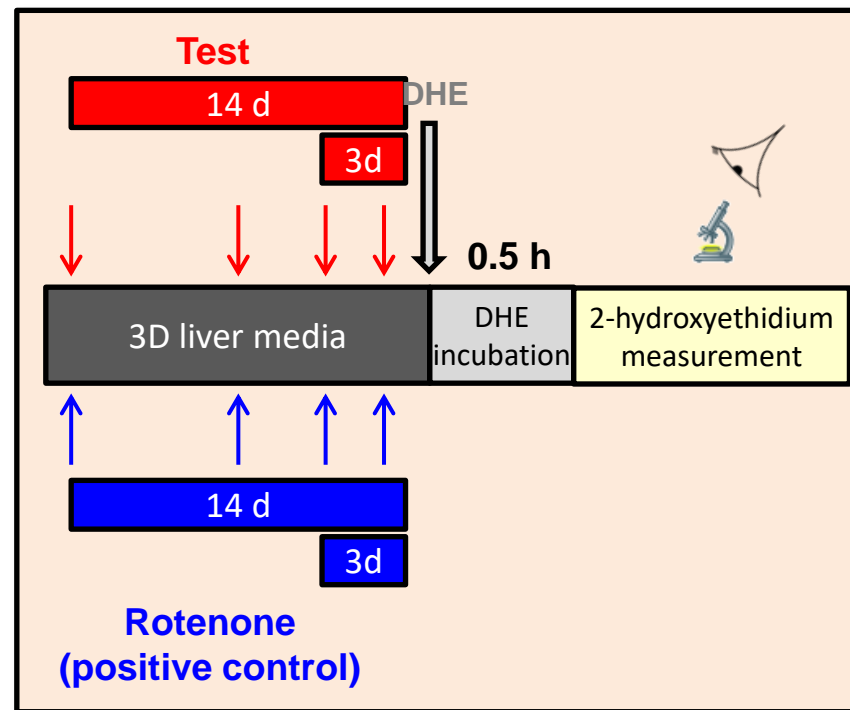 Test
14 d
DHE
3d
0.5 h
3D liver media
DHE
incubation
2-hydroxyethidium
measurement
14 d
3d
Rotenone
(positive control)